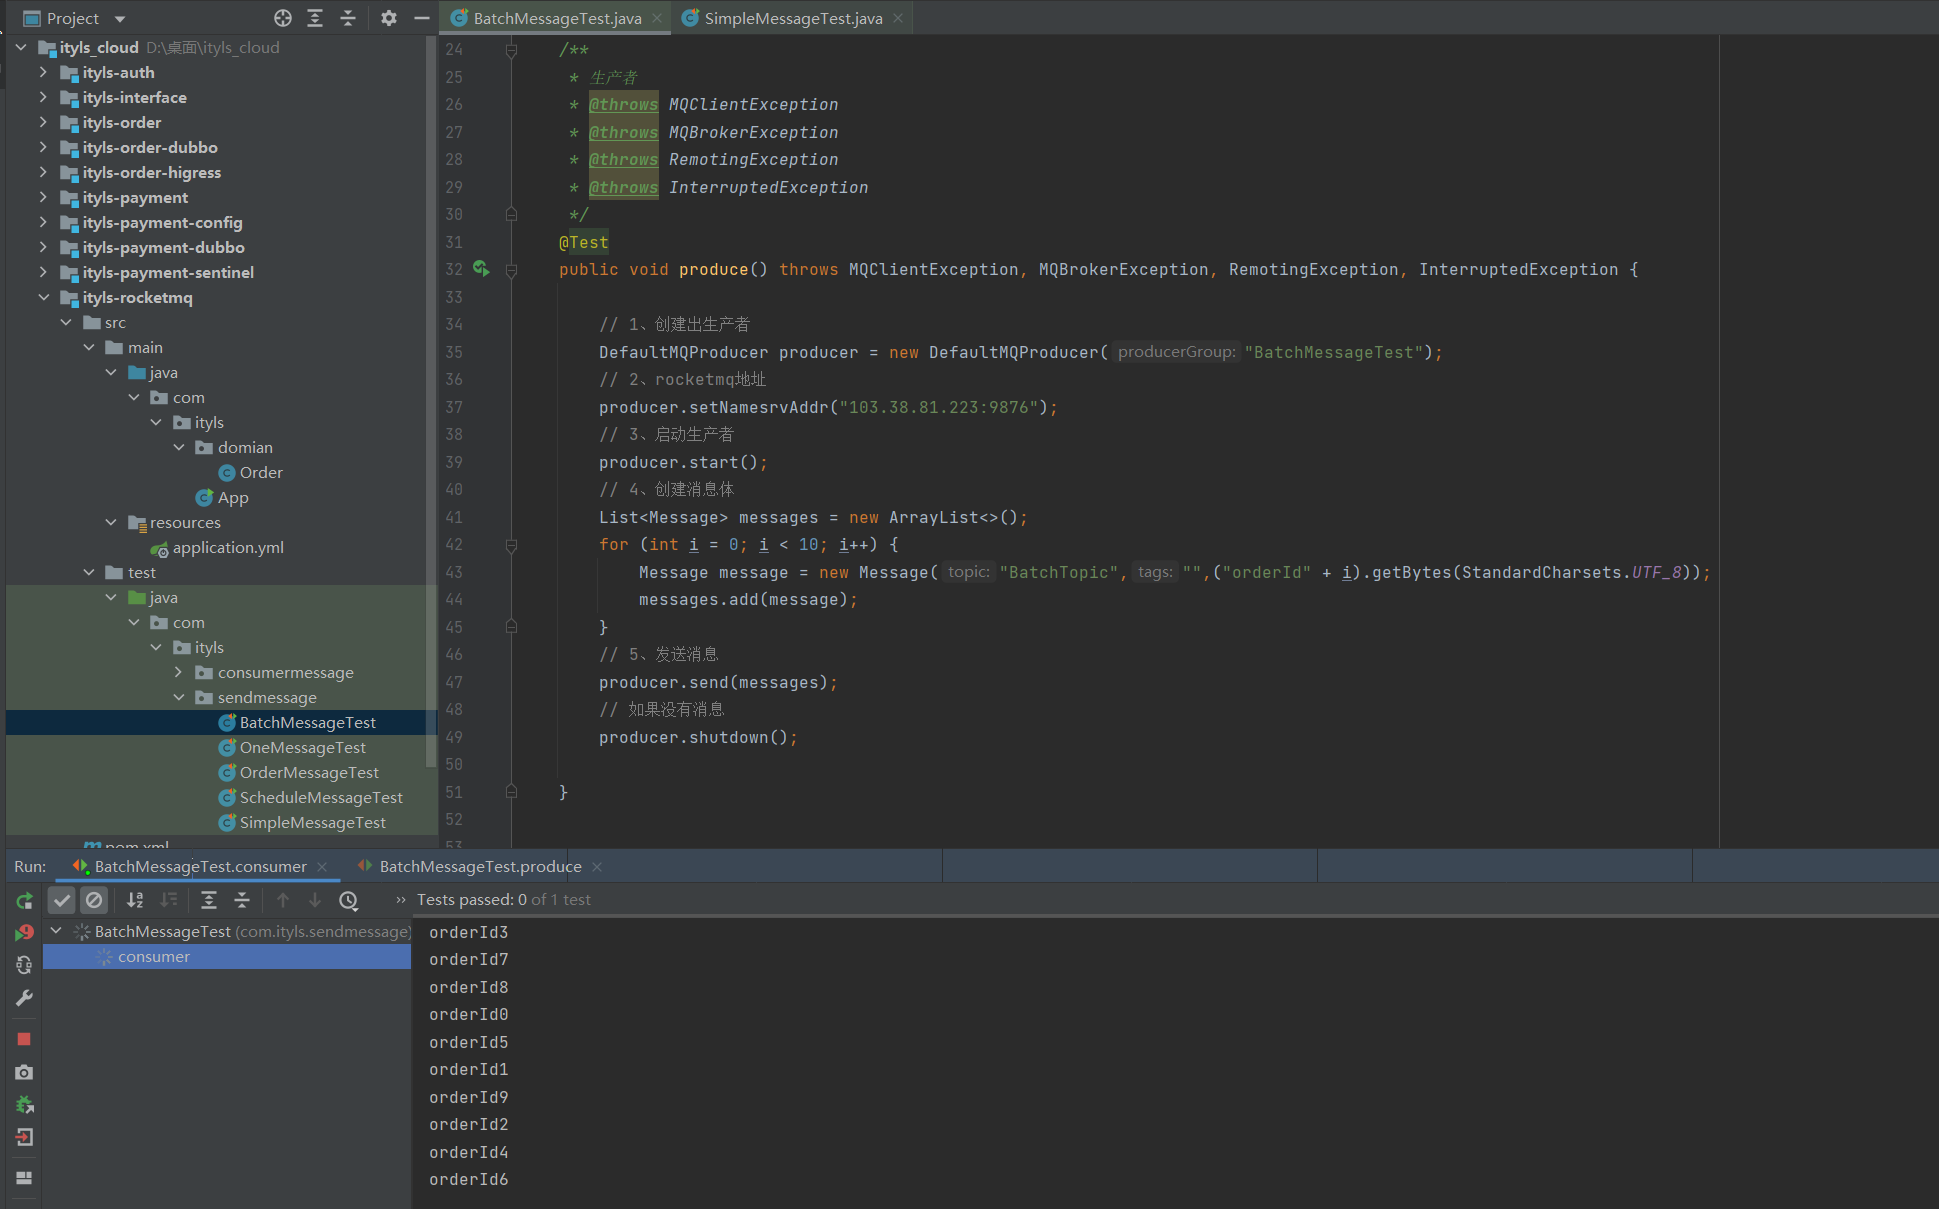 Project
BatchMessageTest.java
SimpleMessageTest.java
ityls_cloud D:\桌面\ityls_cloud
ityls-auth
ityls-interface
ityls-order
ityls-order-dubbo
ityls-order-higress
ityls-payment
ityls-payment-config
ityls-payment-dubbo
ityls-payment-sentinel
ityls-rocketmq
src
main
java
com
ityls
domian
Order
App
resources
application.yml
test
java
com
ityls
consumermessage
sendmessage
BatchMessageTest
OneMessageTest
OrderMessageTest
ScheduleMessageTest
SimpleMessageTest
pom.xml
24 /**
25 * 生产者
26 * @throws MQClientException
27 * @throws MQBrokerException
28 * @throws RemotingException
29 * @throws InterruptedException
30 */
31 @Test
32 public void produce() throws MQClientException, MQBrokerException, RemotingException, InterruptedException {
33
34 // 1、创建出生产者
35 DefaultMQProducer producer = new DefaultMQProducer( producerGroup: "BatchMessageTest");
36 // 2、rocketmq地址
37 producer.setNamesrvAddr("103.38.81.223:9876");
38 // 3、启动生产者
39 producer.start();
40 // 4、创建消息体
41 List<Message> messages = new ArrayList<>();
42 for (int i = 0; i < 10; i++) {
43 Message message = new Message( topic: "BatchTopic", tags: "",("orderId" + i).getBytes(StandardCharsets.UTF_8));
44 messages.add(message);
45 }
46 // 5、发送消息
47 producer.send(messages);
48 // 如果没有消息
49 producer.shutdown();
50
51 }
52
53
Run: BatchMessageTest.consumer BatchMessageTest.produce
» Tests passed: 0 of 1 test
BatchMessageTest (com.ityls.sendmessage)
consumer
orderId3
orderId7
orderId8
orderId0
orderId5
orderId1
orderId9
orderId2
orderId4
orderId6